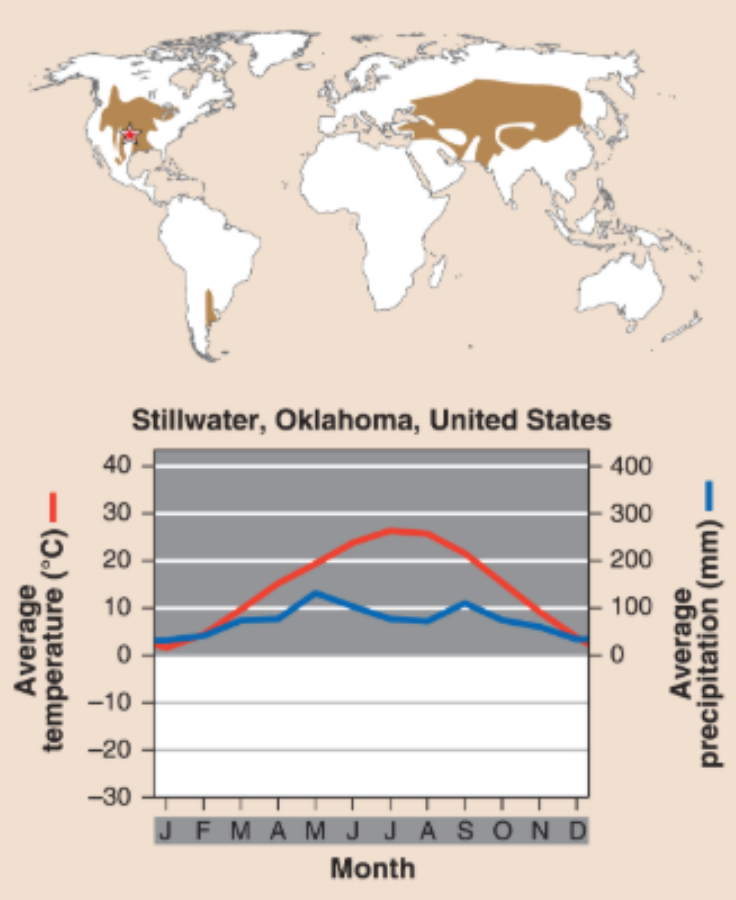 Stillwater, Oklahoma, United States
Average
temperature (°C)
40
30
20
10
0
–10
–20
–30
400
300
200
100
0
Average
precipitation (mm)
J F M A M J J A S O N D
Month